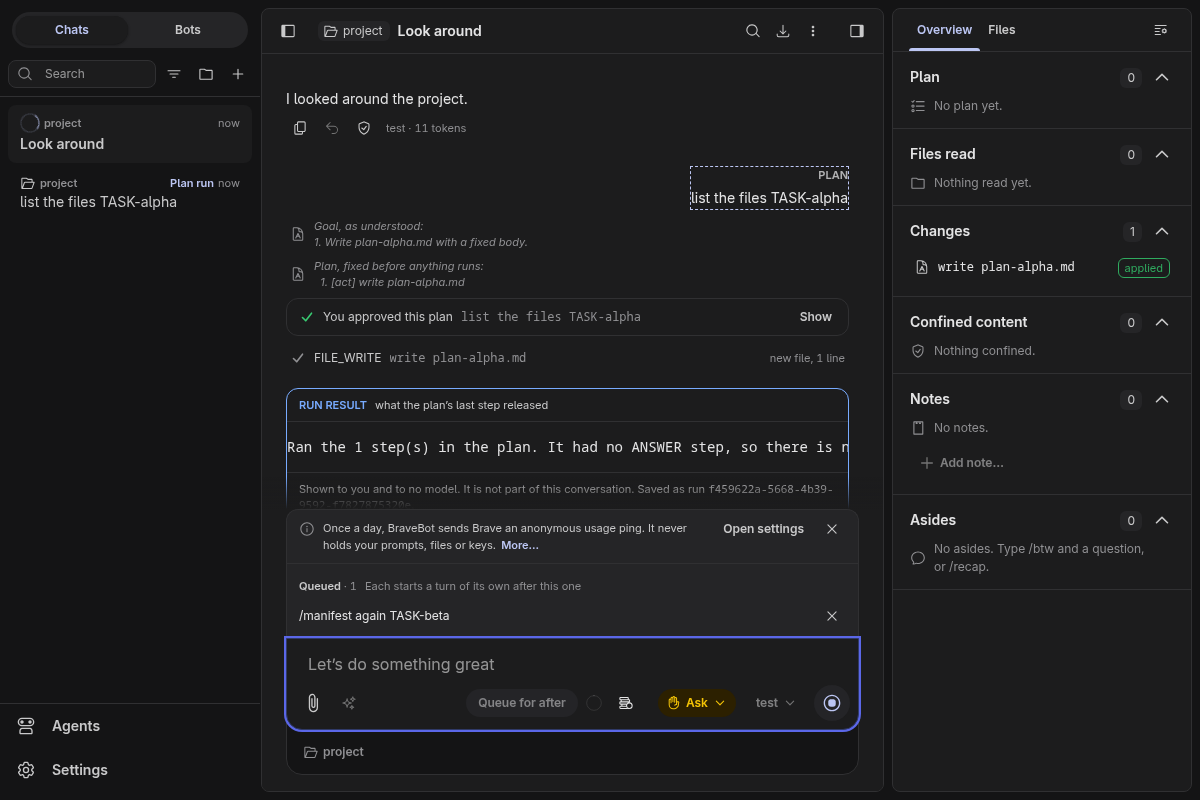 Chats
Bots
Search
project
now
Look around
project
Plan run now
list the files TASK-alpha
Agents
Settings
project
Look around
I looked around the project.
test · 11 tokens
PLAN
list the files TASK-alpha
Goal, as understood:
1. Write plan-alpha.md with a fixed body.
Plan, fixed before anything runs:
1. [act] write plan-alpha.md
You approved this plan list the files TASK-alpha
Show
FILE_WRITE write plan-alpha.md
new file, 1 line
RUN RESULT what the plan’s last step released
Ran the 1 step(s) in the plan. It had no ANSWER step, so there is n
Shown to you and to no model. It is not part of this conversation. Saved as run f459622a-5668-4b39-
Once a day, BraveBot sends Brave an anonymous usage ping. It never
holds your prompts, files or keys. More...
Open settings
Queued · 1 Each starts a turn of its own after this one
/manifest again TASK-beta
Let’s do something great
Queue for after
Ask
test
project
Overview
Files
Plan
0
No plan yet.
Files read
0
Nothing read yet.
Changes
1
write plan-alpha.md
applied
Confined content
0
Nothing confined.
Notes
0
No notes.
Add note...
Asides
0
No asides. Type /btw and a question,
or /recap.